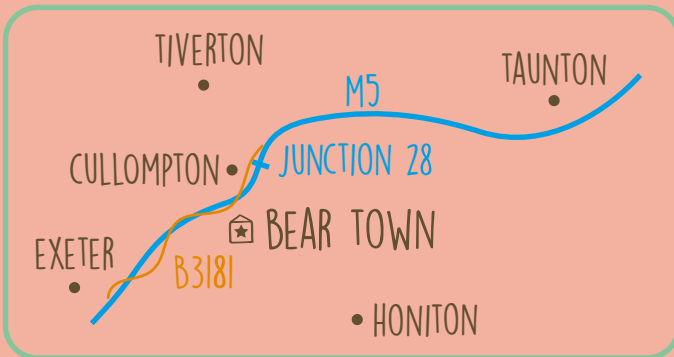 TIVERTON
TAUNTON
M5
CULLOMPTON
JUNCTION 28
BEAR TOWN
EXETER
B3181
HONITON